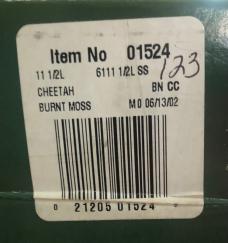 Item No 01524
11 1/2L 6111 1/2L SS 123
CHEETAH BN CC
BURNT MOSS M0 06/13/02
0 21205 01524